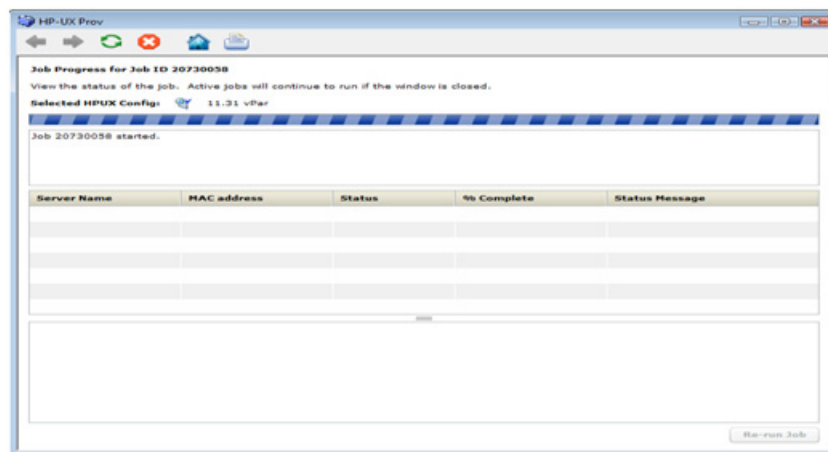 HP-UX Prov
Job Progress for Job ID 20730058
View the status of the job. Active jobs will continue to run if the window is closed.
Selected HPUX Config: 11.31 vPar
Job 20730058 started.
Server Name MAC address Status % Complete Status Message
Re-run Job